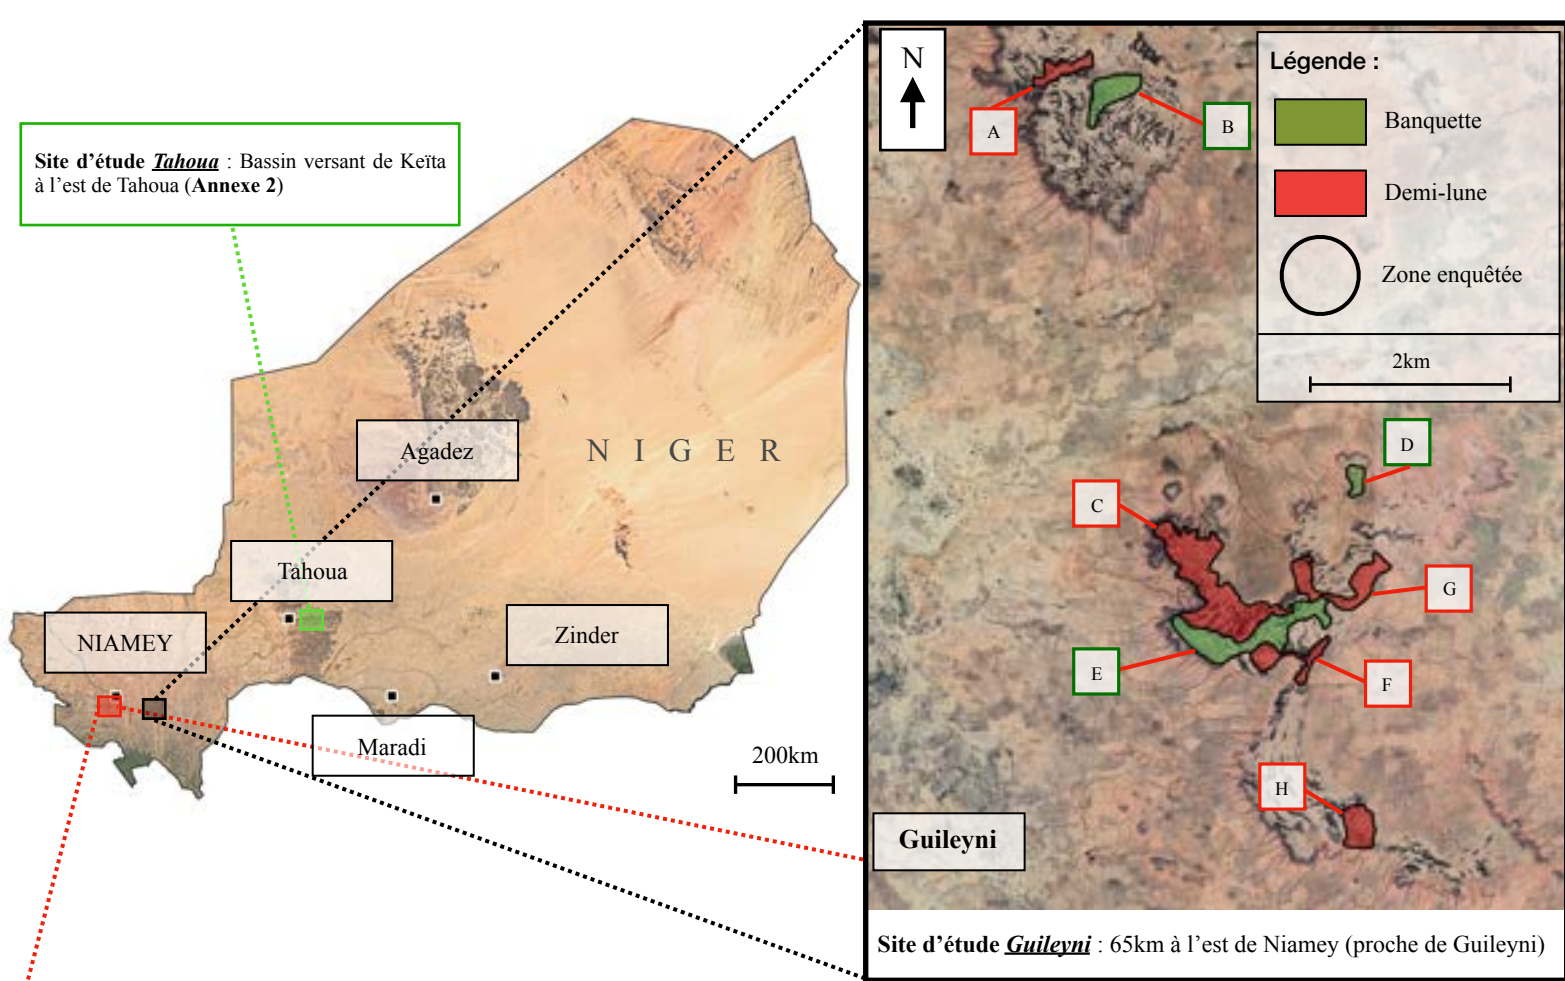 Site d'étude Tahoua : Bassin versant de Keïta
à l'est de Tahoua (Annexe 2)
Agadez
N I G E R
Tahoua
NIAMEY
Zinder
Maradi
200km
N
A
B
Légende :
Banquette
Demi-lune
Zone enquêtée
2km
D
C
G
E
F
H
Guileyni
Site d'étude Guileyni : 65km à l'est de Niamey (proche de Guileyni)